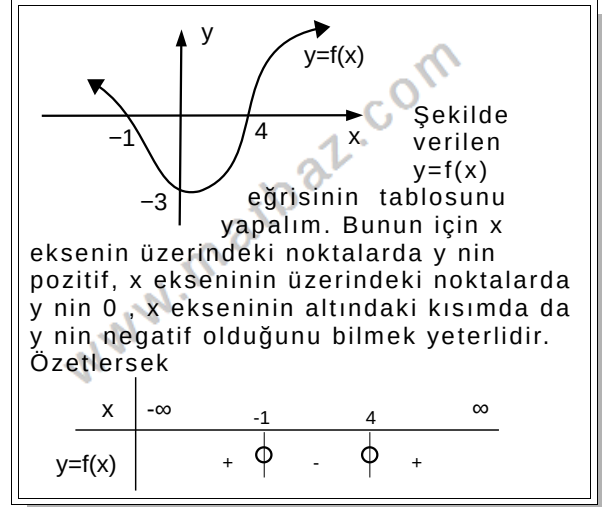 y
y=f(x)
−1
4
x
−3
Şekilde
verilen
y=f(x)
eğrisinin tablosunu
yapalım. Bunun için x
eksenin üzerindeki noktalarda y nin
pozitif, x ekseninin üzerindeki noktalarda
y nin 0 , x ekseninin altındaki kısımda da
y nin negatif olduğunu bilmek yeterlidir.
Özetlersek
x -∞ -1 4 ∞
y=f(x) + - +